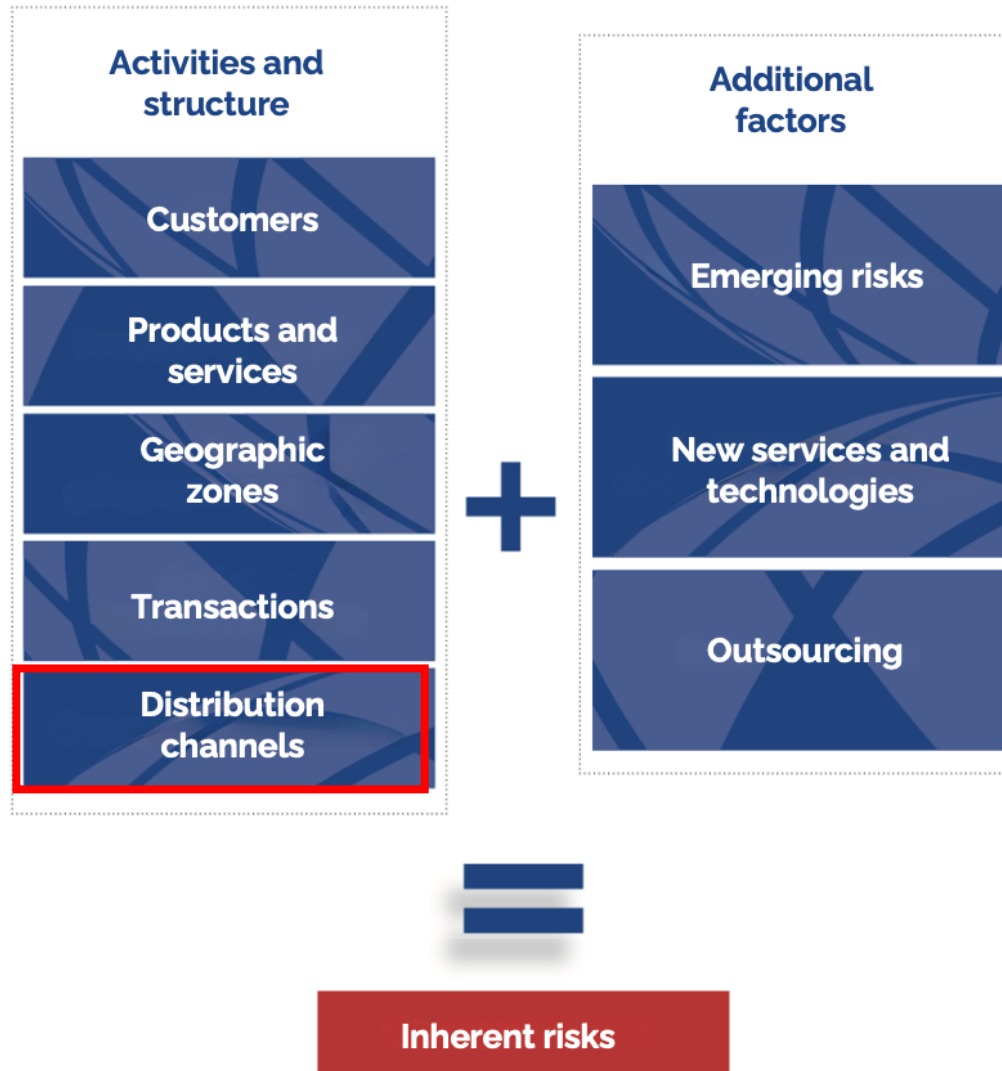 Activities and
structure
Customers
Products and
services
Geographic
zones
Transactions
Distribution
channels
Additional
factors
Emerging risks
New services and
technologies
Outsourcing
Inherent risks